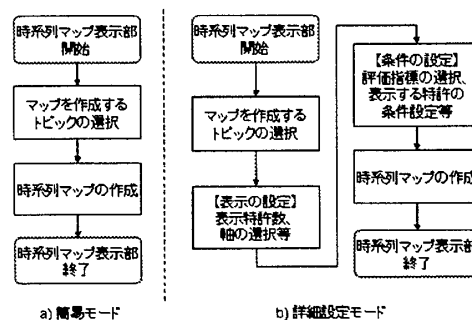 時系列マップ表示部
開始
マップを作成する
トピックの選択
時系列マップの作成
時系列マップ表示部
終了
a) 簡易モード
時系列マップ表示部
開始
マップを作成する
トピックの選択
【表示の設定】
表示特許数、
軸の選択等
【条件の設定】
評価指標の選択、
表示する特許の
条件設定等
時系列マップの作成
時系列マップ表示部
終了
b) 詳細設定モード